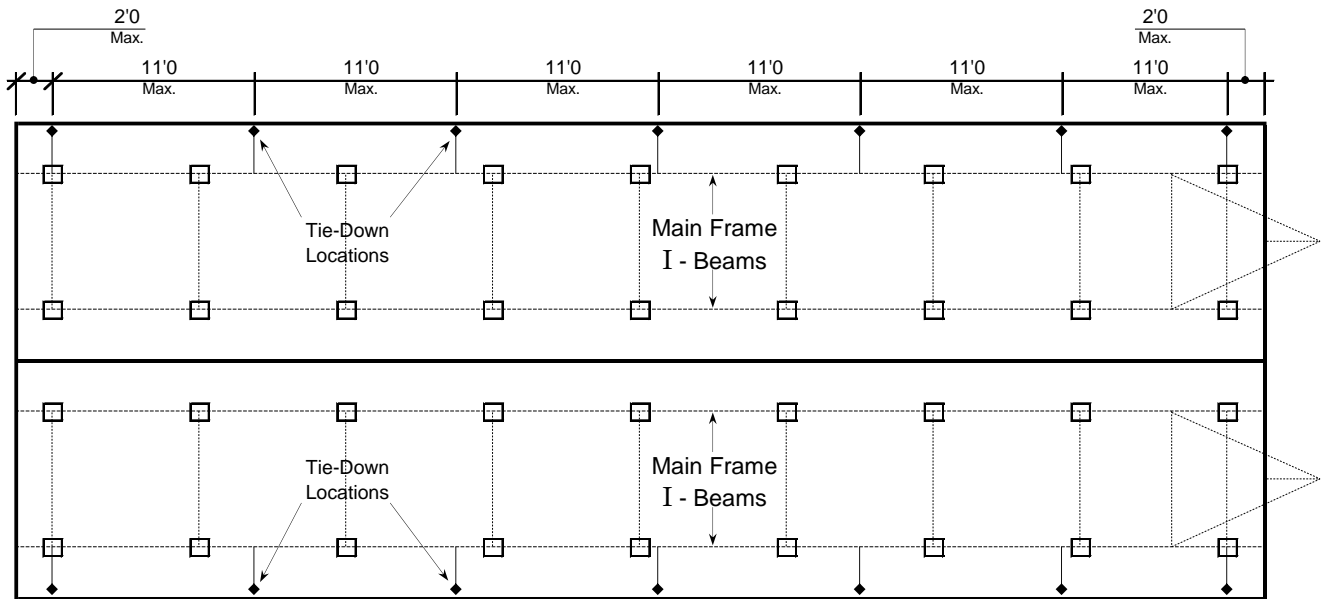 2'0
Max.
2'0
Max.
11'0
Max.
11'0
Max.
11'0
Max.
11'0
Max.
11'0
Max.
11'0
Max.
Tie-Down
Locations
Main Frame
I - Beams
Tie-Down
Locations
Main Frame
I - Beams